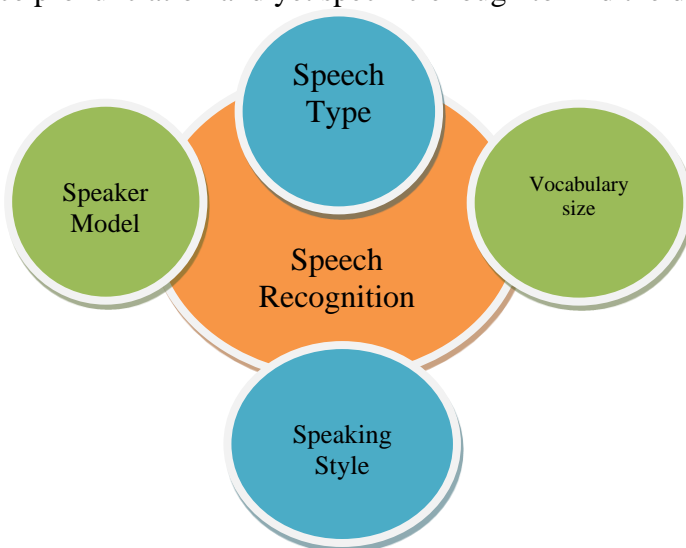 Speech
Type
Speaker
Model
Vocabulary
size
Speech
Recognition
Speaking
Style